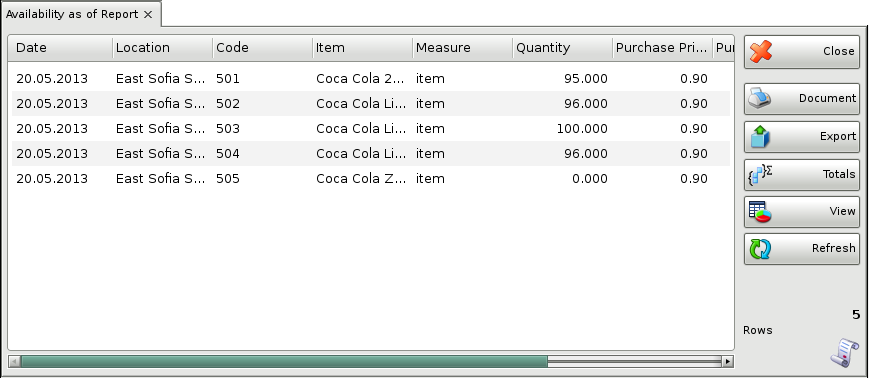 Availability as of Report
Date Location Code Item Measure Quantity Purchase Pri... Pur
20.05.2013 East Sofia S... 501 Coca Cola 2... item 95.000 0.90
20.05.2013 East Sofia S... 502 Coca Cola Li... item 96.000 0.90
20.05.2013 East Sofia S... 503 Coca Cola Li... item 100.000 0.90
20.05.2013 East Sofia S... 504 Coca Cola Li... item 96.000 0.90
20.05.2013 East Sofia S... 505 Coca Cola Z... item 0.000 0.90
Close
Document
Export
Totals
View
Refresh
5
Rows